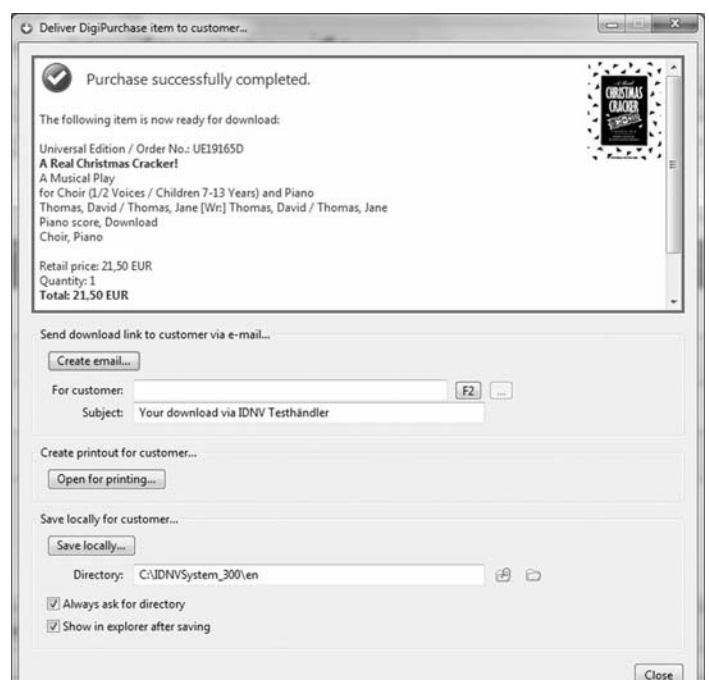 Deliver DigiPurchase item to customer...
Purchase successfully completed.
The following item is now ready for download:
Universal Edition / Order No.: UE19165D
A Real Christmas Cracker!
A Musical Play
for Choir (1/2 Voices / Children 7-13 Years) and Piano
Thomas, David / Thomas, Jane [Wr.:] Thomas, David / Thomas, Jane
Piano score, Download
Choir, Piano
Retail price: 21,50 EUR
Quantity: 1
Total: 21,50 EUR
A Real
CHRISTMAS
CRACKER
Send download link to customer via e-mail...
Create email...
For customer:
F2
...
Subject: Your download via IDNV Testhändler
Create printout for customer...
Open for printing...
Save locally for customer...
Save locally...
Directory: C:\IDNVSystem_300\en
Always ask for directory
Show in explorer after saving
Close